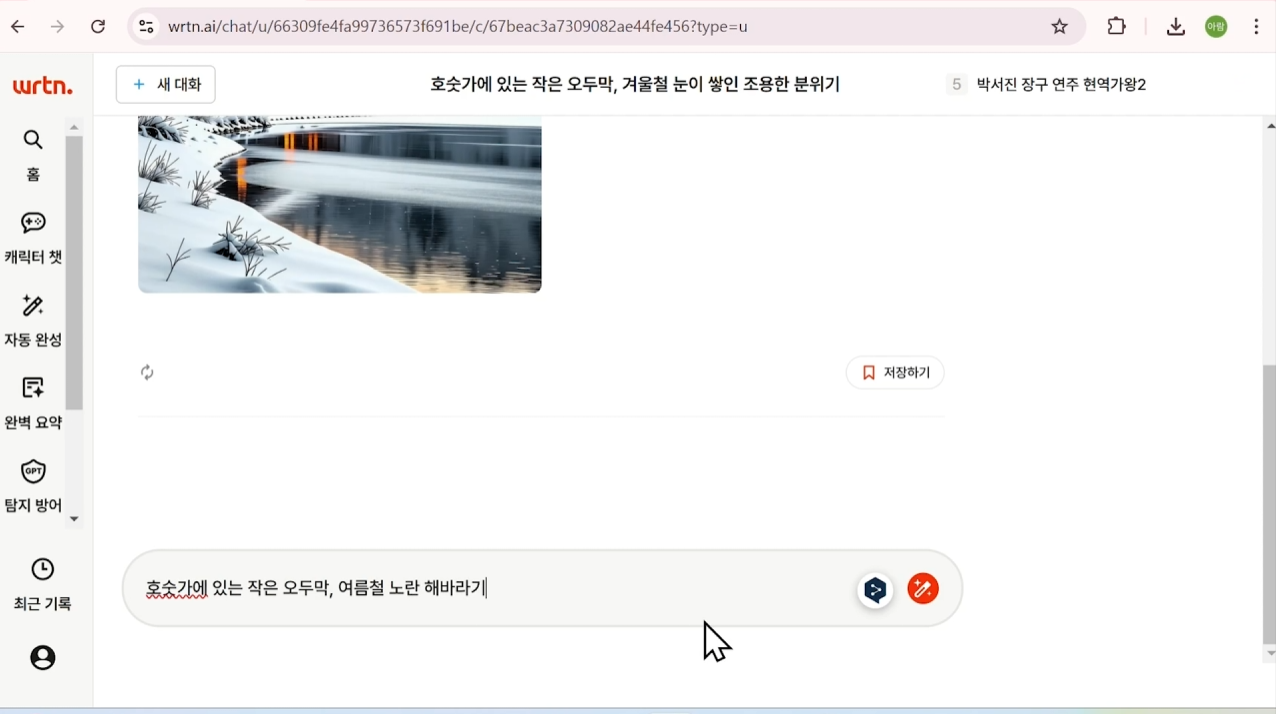 wrtn.ai/chat/u/66309fe4fa99736573f691be/c/67beac3a7309082ae44fe456?type=u
아람
wrtn.
+ 새 대화
호숫가에 있는 작은 오두막, 겨울철 눈이 쌓인 조용한 분위기
5 박서진 장구 연주 현역가왕2
홈
캐릭터 챗
자동 완성
완벽 요약
GPT
탐지 방어
최근 기록
저장하기
호숫가에 있는 작은 오두막, 여름철 노란 해바라기